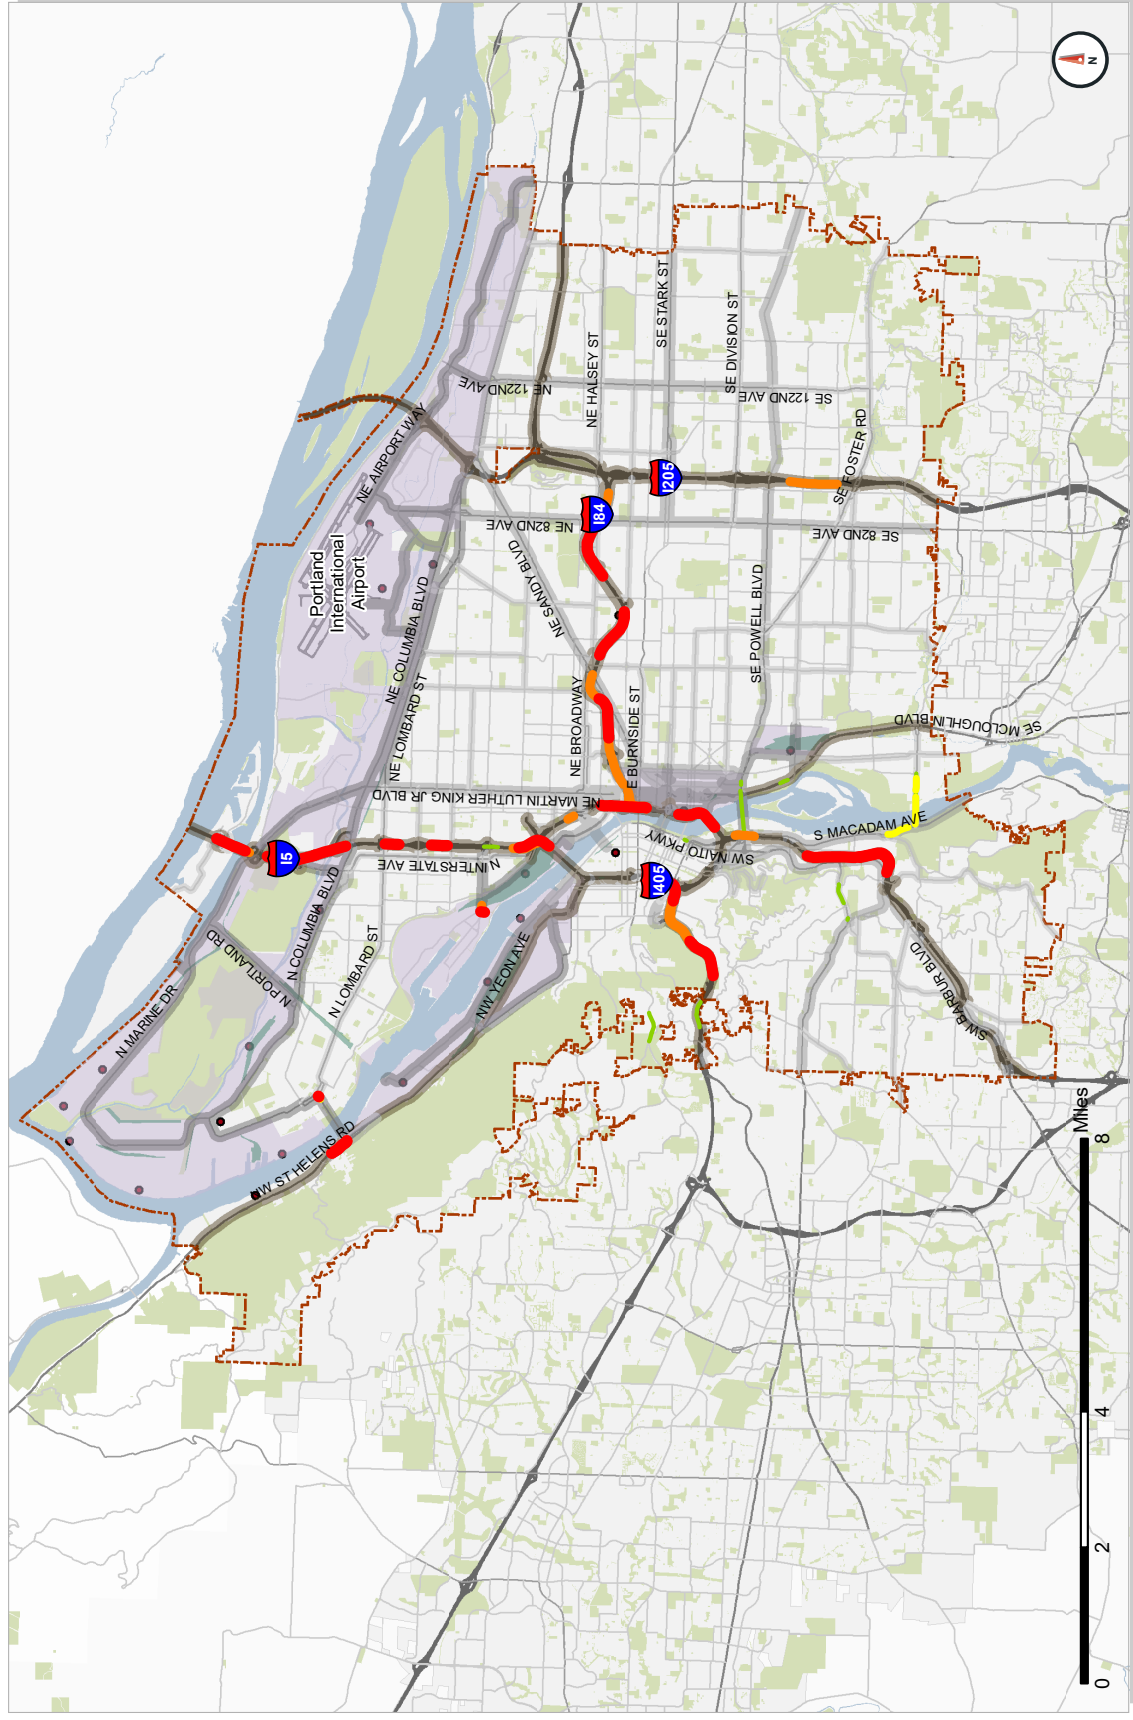 N
NE 122ND AVE
NE HALSEY ST
SE STARK ST
SE DIVISION ST
SE 122ND AVE
NE AIRPORT WAY
SE FOSTER RD
I205
I84
NE 82ND AVE
SE 82ND AVE
Portland
International
Airport
NE SANDY BLVD
NE COLUMBIA BLVD
SE POWELL BLVD
NE LOMBARD ST
NE BROADWAY
E BURNSIDE ST
SE MCLOUGHLIN BLVD
NE MARTIN LUTHER KING JR BLVD
S MACADAM AVE
SW NAITO PKWY
I5
N INTERSTATE AVE
I405
N COLUMBIA BLVD
N PORTLAND RD
N LOMBARD ST
NW YEON AVE
SW BARBUR BLVD
N MARINE DR
NW ST HELENS RD
Miles
0
2
4
8